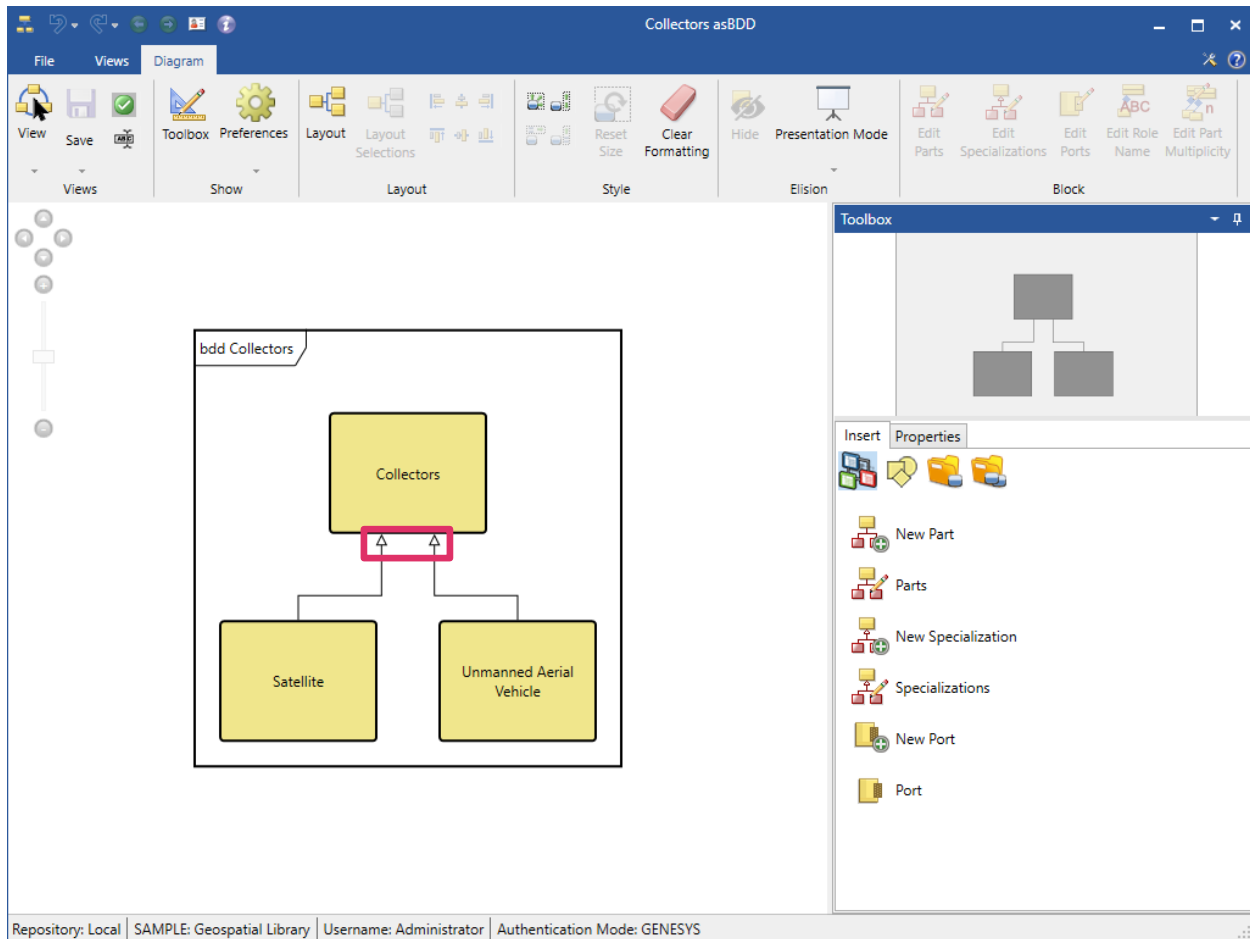 Collectors asBDD
File Views Diagram
View
Save
ABC
Toolbox
Preferences
Layout
Layout
Selections
Reset
Size
Clear
Formatting
Hide
Presentation Mode
Edit
Parts
Edit
Specializations
Edit
Ports
ABC
Edit Role
Name
n
Edit Part
Multiplicity
Views Show Layout Style Elision Block
Toolbox
bdd Collectors
Collectors
Satellite
Unmanned Aerial
Vehicle
Insert Properties
New Part
Parts
New Specialization
Specializations
New Port
Port
Repository: Local SAMPLE: Geospatial Library Username: Administrator Authentication Mode: GENESYS